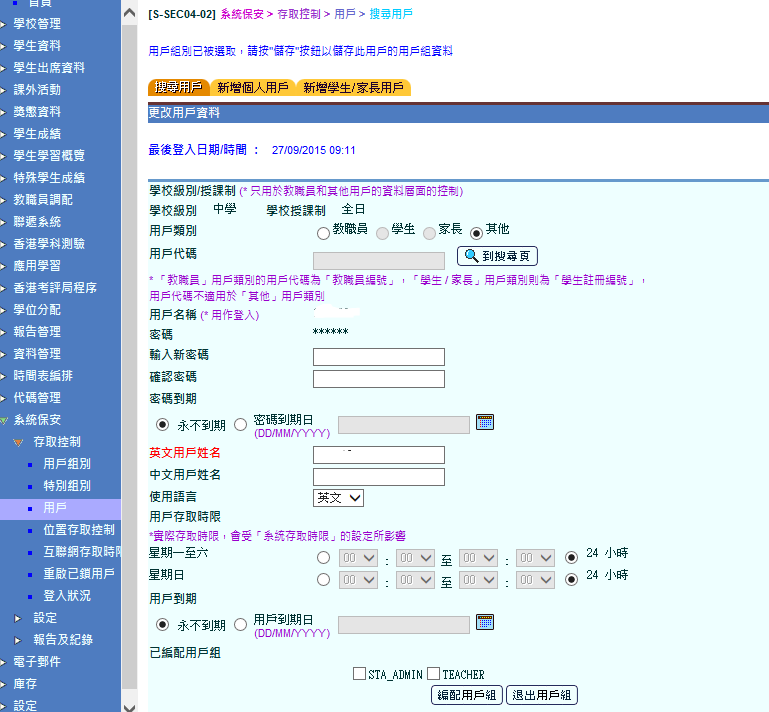 首頁
學校管理
學生資料
學生出席資料
課外活動
獎懲資料
學生成績
學生學習概覽
特殊學生成績
教職員調配
聯遞系統
香港學科測驗
應用學習
香港考評局程序
學位分配
報告管理
資料管理
時間表編排
代碼管理
系統保安
存取控制
用戶組別
特別組別
用戶
位置存取控制
互聯網存取時
重啟已鎖用戶
登入狀況
設定
報告及紀錄
電子郵件
庫存
設定
[S-SEC04-02] 系統保安 > 存取控制 > 用戶 > 搜尋用戶
用戶組別已被選取，請按"儲存"按鈕以儲存此用戶的用戶組資料
搜尋用戶 新增個人用戶 新增學生/家長用戶
更改用戶資料
最後登入日期/時間 ： 27/09/2015 09:11
學校級別/授課制 (* 只用於教職員和其他用戶的資料層面的控制)
學校級別 中學 學校授課制 全日
用戶類別 教職員 學生 家長 其他
用戶代碼 到搜尋頁
* 「教職員」用戶類別的用戶代碼為「教職員編號」，「學生 / 家長」用戶類別則為「學生註冊編號」，
用戶代碼不適用於「其他」用戶類別
用戶名稱 (* 用作登入)
密碼 ******
輸入新密碼
確認密碼
密碼到期
永不到期 密碼到期日
(DD/MM/YYYY)
英文用戶姓名
中文用戶姓名
使用語言 英文
用戶存取時限
*實際存取時限，會受「系統存取時限」的設定所影響
星期一至六 00 : 00 至 00 : 00 24 小時
星期日 00 : 00 至 00 : 00 24 小時
用戶到期
永不到期 用戶到期日
(DD/MM/YYYY)
已編配用戶組
STA_ADMIN TEACHER
編配用戶組 退出用戶組